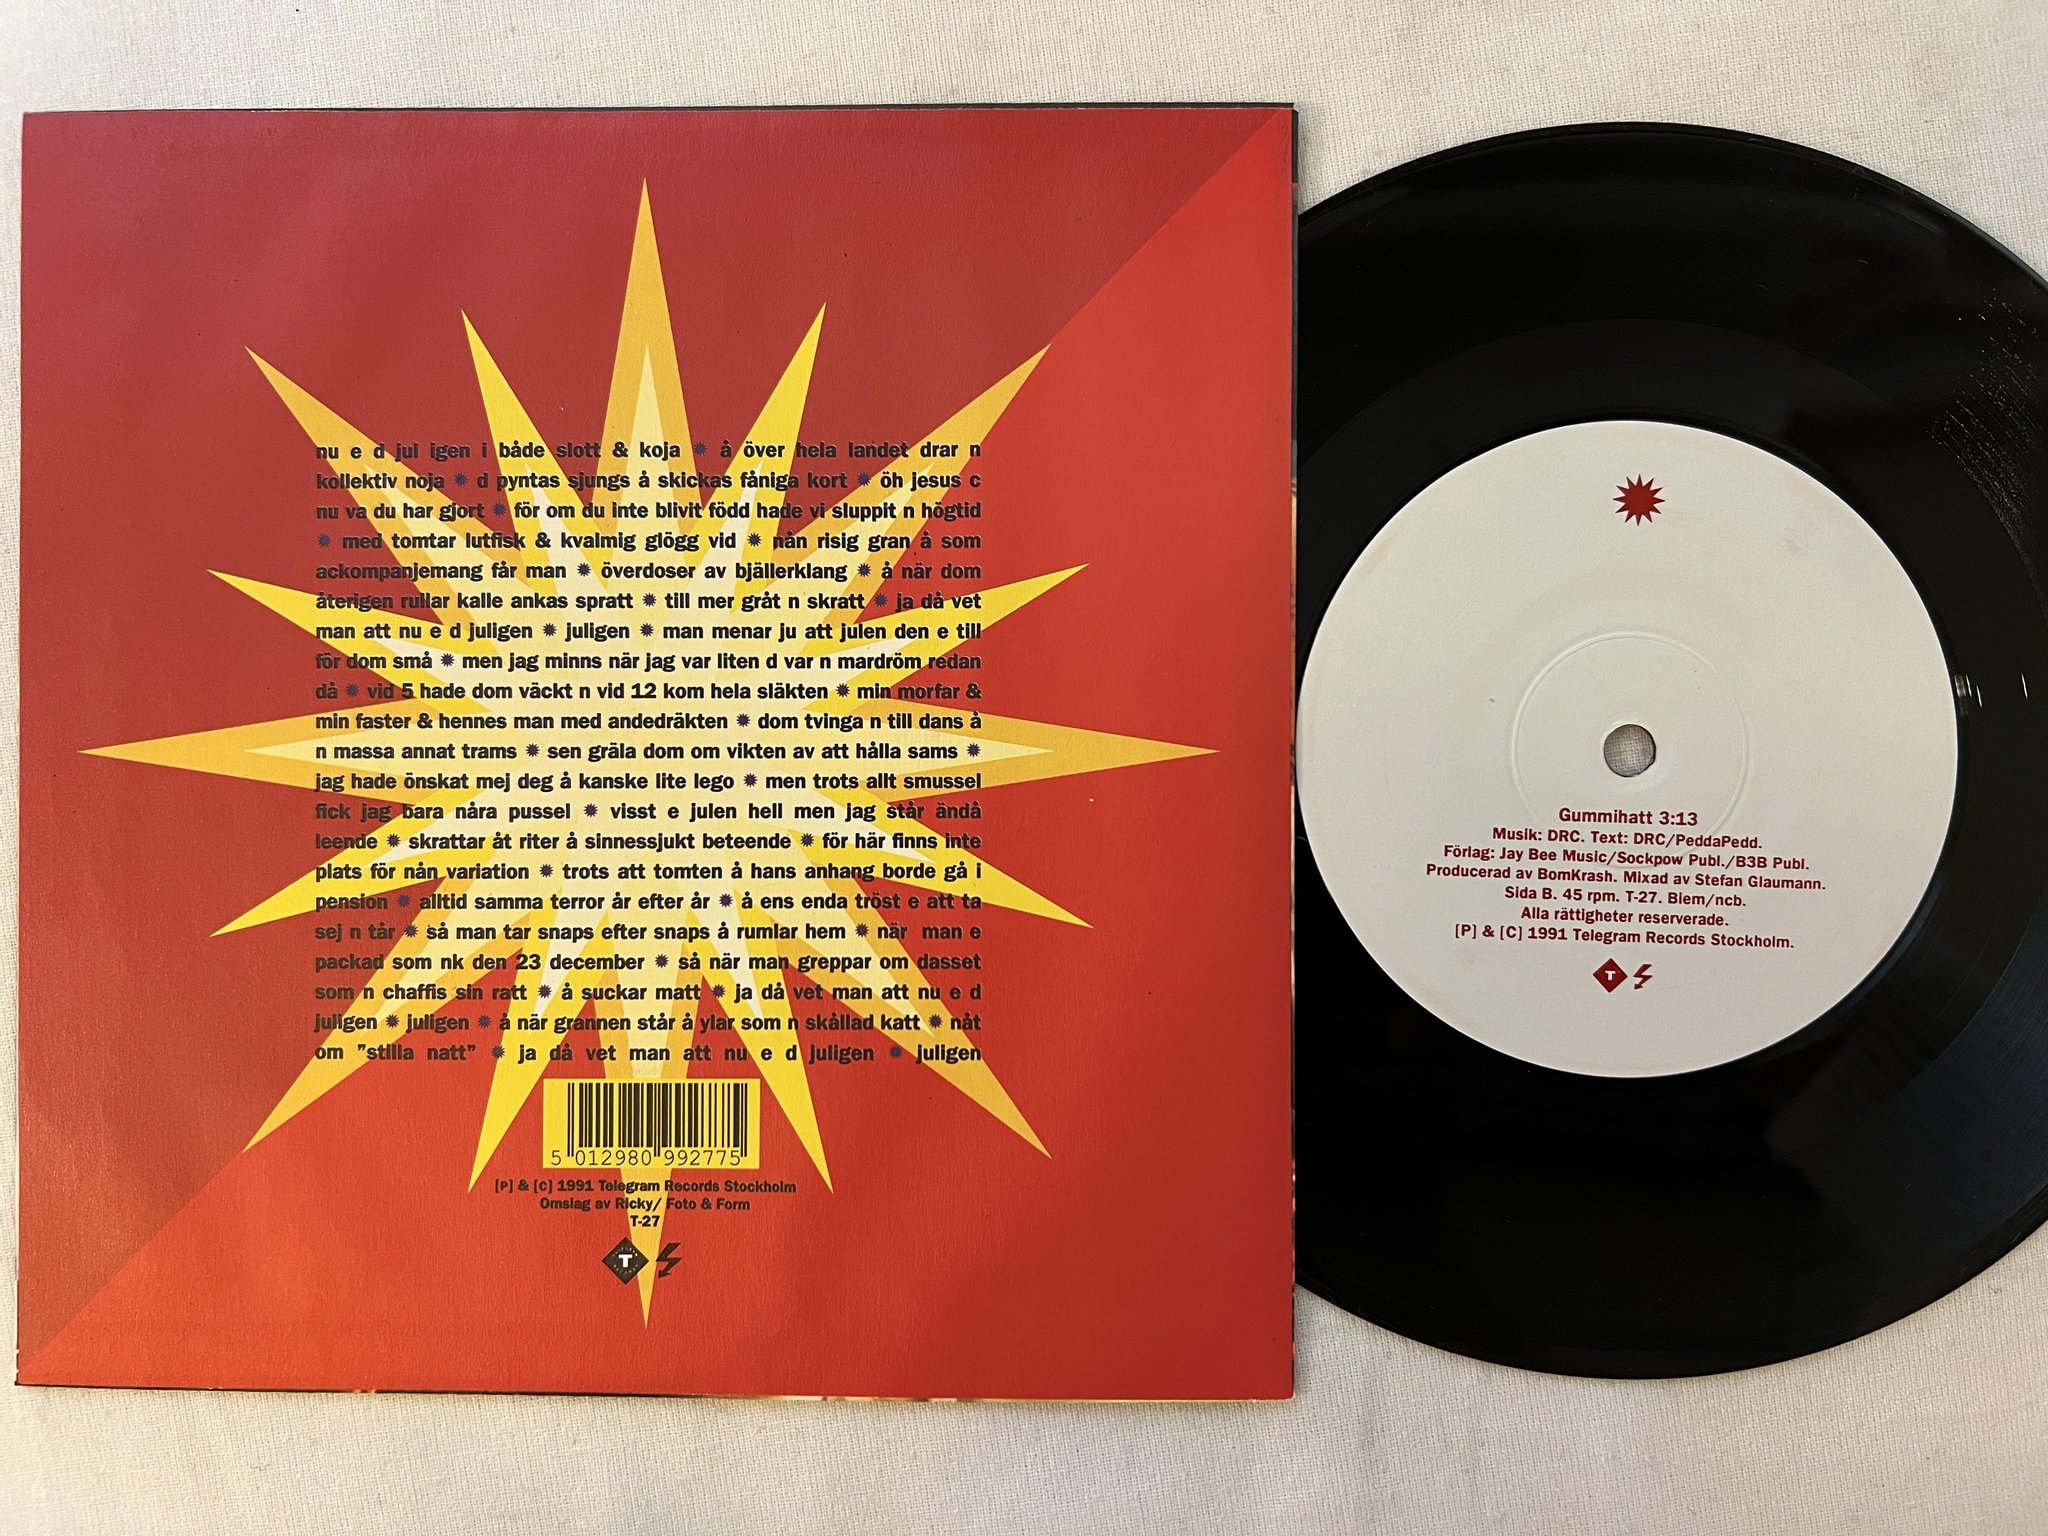 nu e d jul igen i både slott & koja ✹ å över hela landet drar n
kollektiv noja ✹ d pyntas sjungs å skickas fåniga kort ✹ öh jesus c
nu va du har gjort ✹ för om du inte blivit född hade vi sluppit n högtid
✹ med tomtar lutfisk & kvalmig glögg vid ✹ nån risig gran å som
ackompanjemang får man ✹ överdoser av bjällerklang ✹ å när dom
återigen rullar kalle ankas spratt ✹ till mer gråt n skratt ✹ ja då vet
man att nu e d juligen ✹ juligen ✹ man menar ju att julen den e till
för dom små ✹ men jag minns när jag var liten d var n mardröm redan
då ✹ vid 5 hade dom väckt n vid 12 kom hela släkten ✹ min morfar &
min faster & hennes man med andedräkten ✹ dom tvinga n till dans å
n massa annat trams ✹ sen gräla dom om vikten av att hålla sams ✹
jag hade önskat mej deg å kanske lite lego ✹ men trots allt smussel
fick jag bara nåra pussel ✹ visst e julen hell men jag står ändå
leende ✹ skrattar åt riter å sinnessjukt beteende ✹ för här finns inte
plats för nån variation ✹ trots att tomten å hans anhang borde gå i
pension ✹ alltid samma terror år efter år ✹ å ens enda tröst e att ta
sej n tår ✹ så man tar snaps efter snaps å rumlar hem ✹ när man e
packad som nk den 23 december ✹ så när man greppar om dasset
som n chaffis sin ratt ✹ å suckar matt ✹ ja då vet man att nu e d
juligen ✹ juligen ✹ å när grannen står å ylar som n skållad katt ✹ nåt
om "stilla natt" ✹ ja då vet man att nu e d juligen ✹ juligen
5 012980 992775
[P] & [C] 1991 Telegram Records Stockholm
Omslag av Ricky/ Foto & Form
T-27
T
Gummihatt 3:13
Musik: DRC. Text: DRC/PeddaPedd.
Förlag: Jay Bee Music/Sockpow Publ./B3B Publ.
Producerad av BomKrash. Mixad av Stefan Glaumann.
Sida B. 45 rpm. T-27. Blem/ncb.
Alla rättigheter reserverade.
[P] & [C] 1991 Telegram Records Stockholm.
T